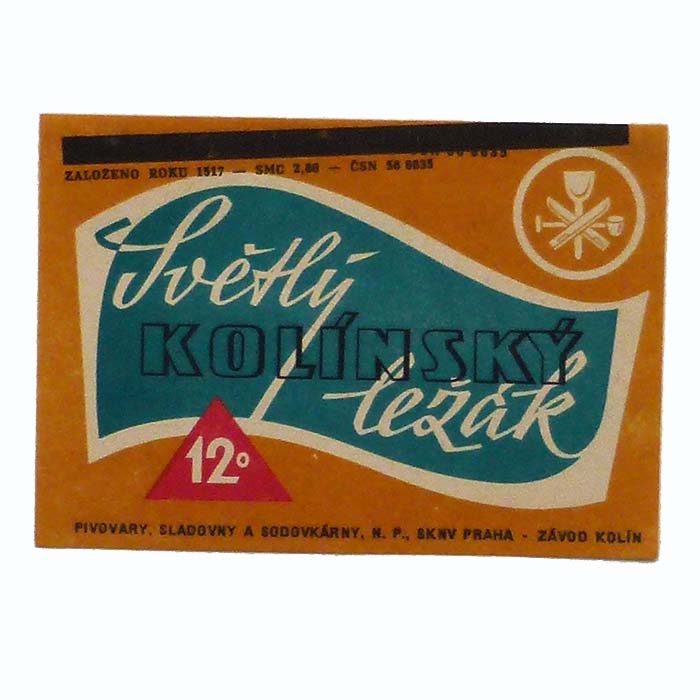 ZALOŽENO ROKU 1517 — SMC 2,60 — ČSN 56 6635
Světlý
KOLÍNSKÝ
ležák
12°
PIVOVARY, SLADOVNY A SODOVKÁRNY, N. P., SKNV PRAHA - ZÁVOD KOLÍN